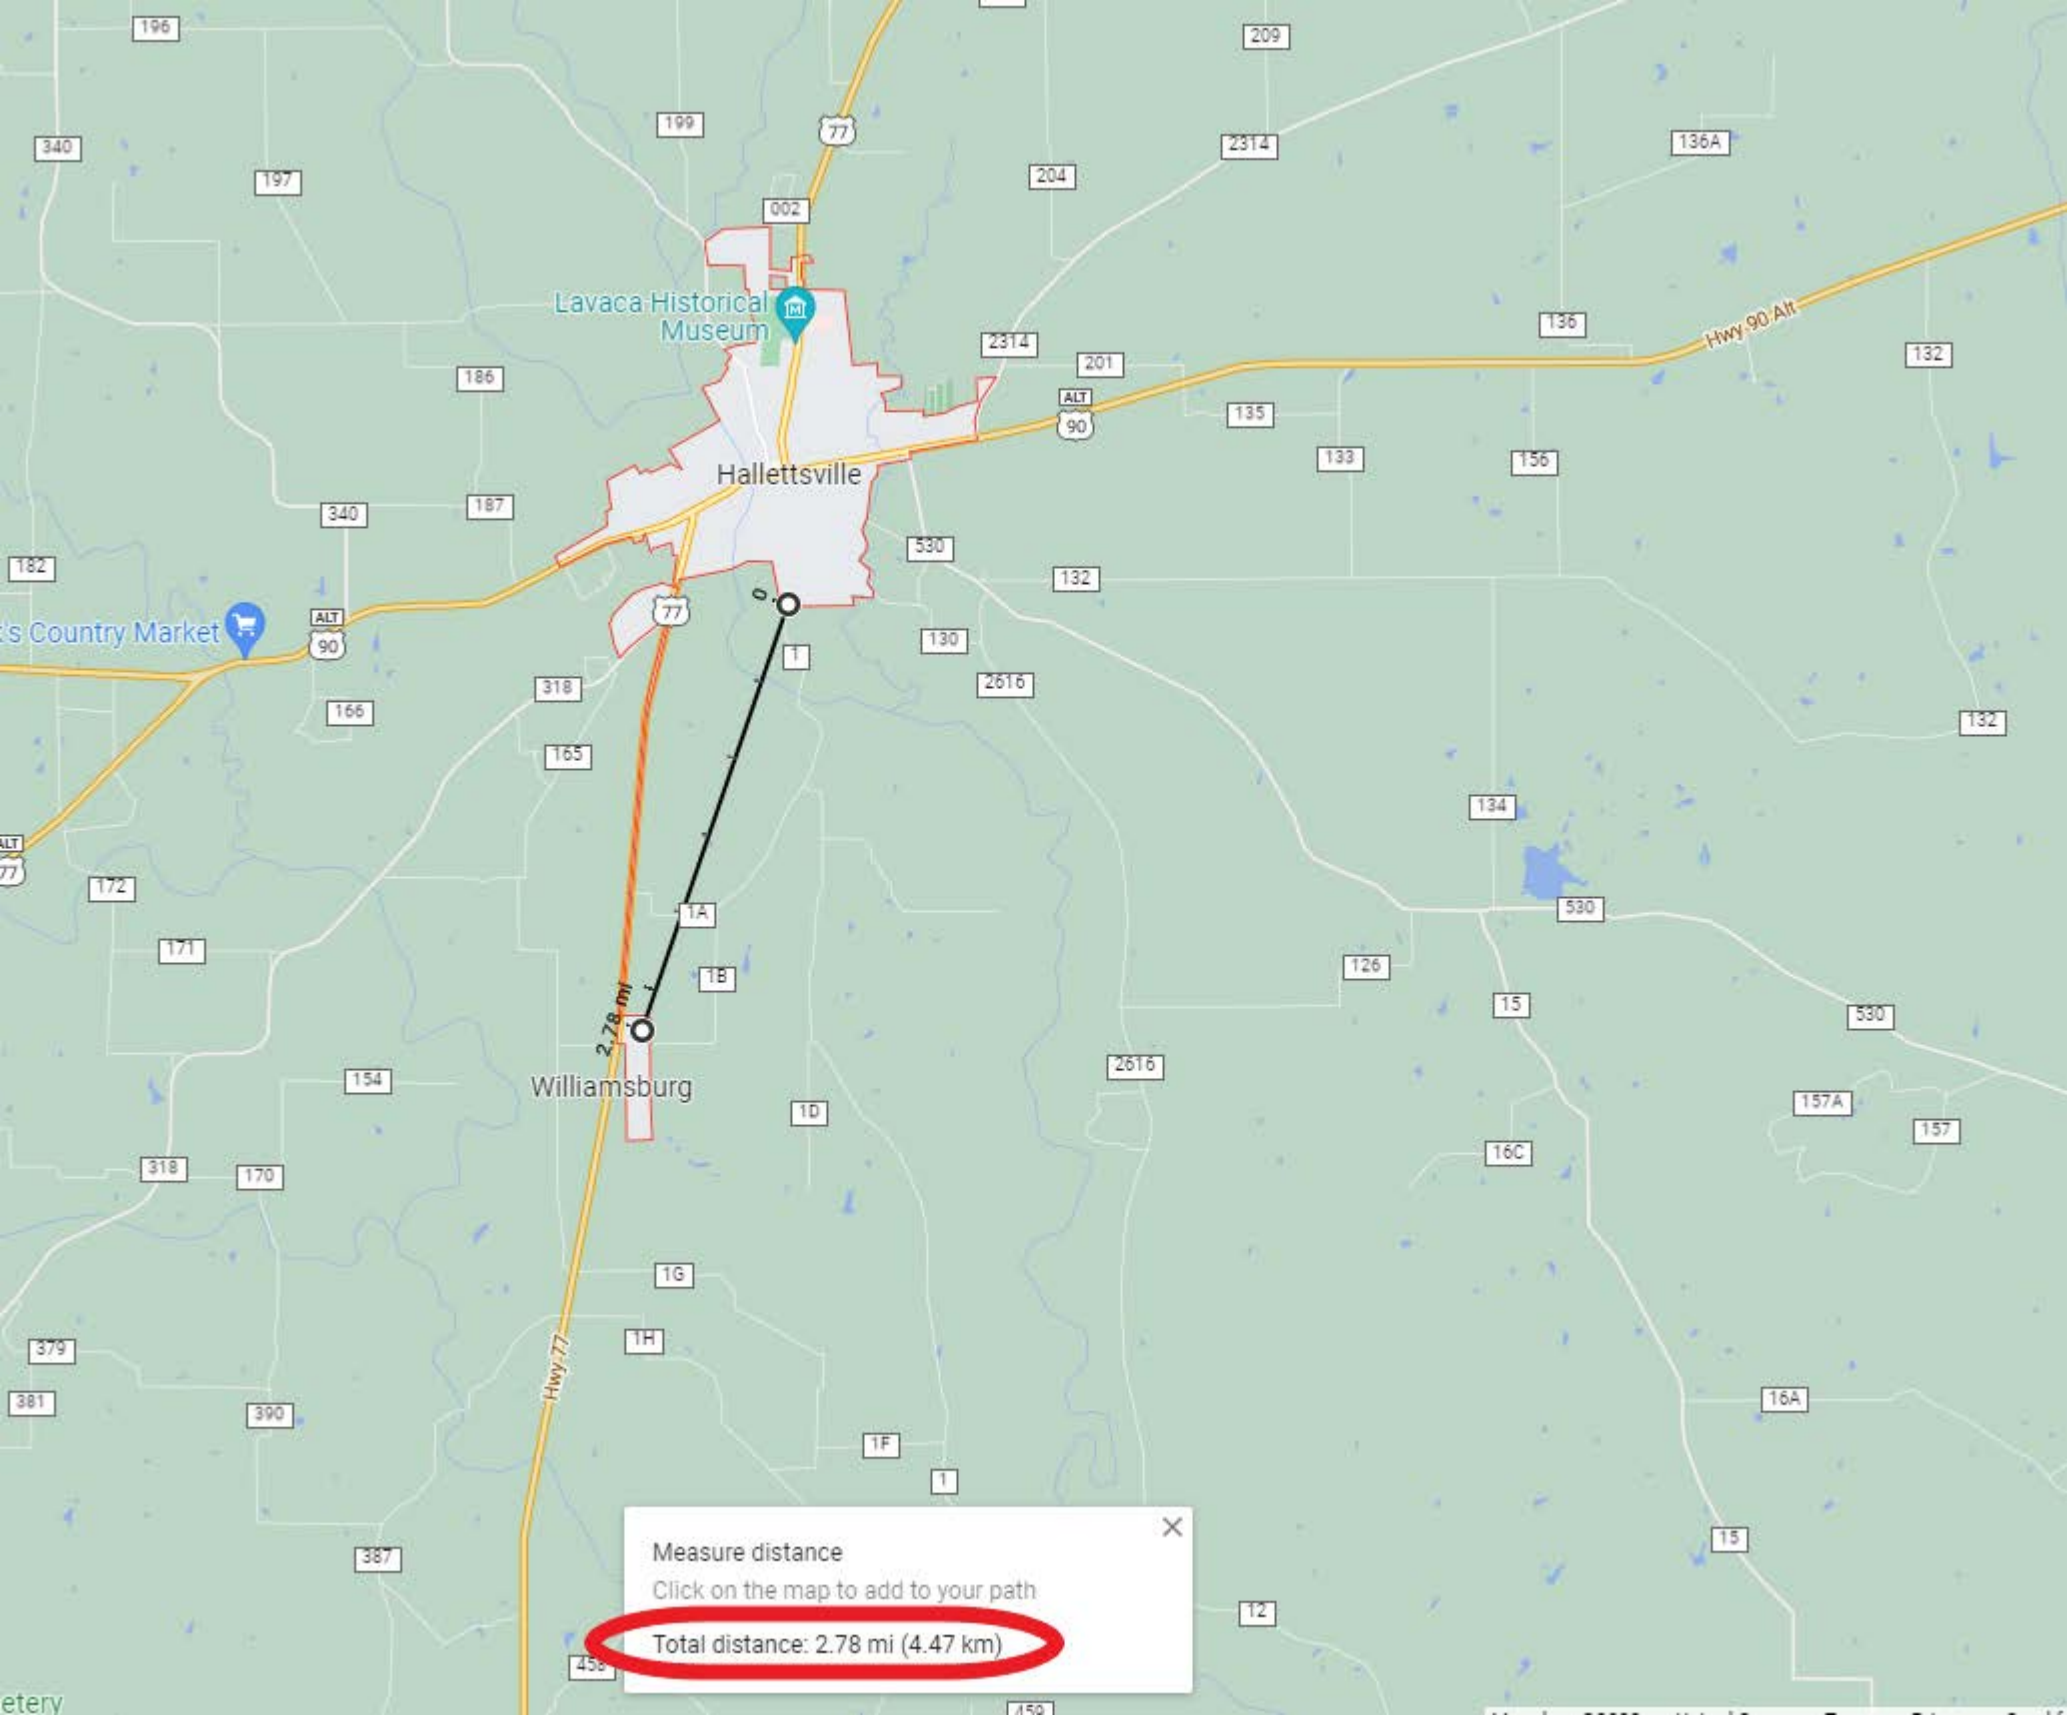 196
209
77
199
340
136A
2314
197
204
002
Lavaca Historical
Museum
136
Hwy 90 Alt
2314
132
201
186
ALT
90
135
133
156
Hallettsville
187
340
530
182
132
0
77
ALT
90
's Country Market
130
1
2616
318
166
132
165
134
ALT
77
172
530
1A
171
126
1B
15
530
2.78 mi
2616
154
Williamsburg
157A
1D
157
16C
318
170
1G
1H
379
Hwy 77
16A
381
390
1F
1
15
387
Measure distance
Click on the map to add to your path
12
Total distance: 2.78 mi (4.47 km)
etery
459